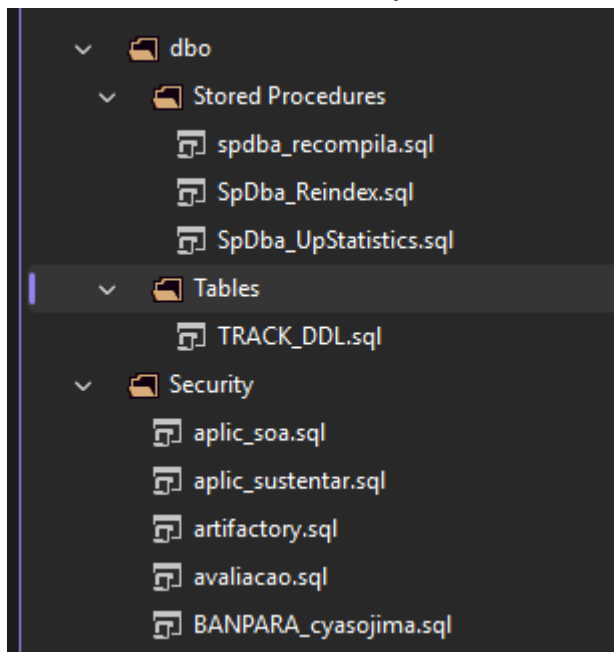 dbo
Stored Procedures
spdba_recompila.sql
SpDba_Reindex.sql
SpDba_UpStatistics.sql
Tables
TRACK_DDL.sql
Security
aplic_soa.sql
aplic_sustentar.sql
artifactory.sql
avaliacao.sql
BANPARA_cyasojima.sql